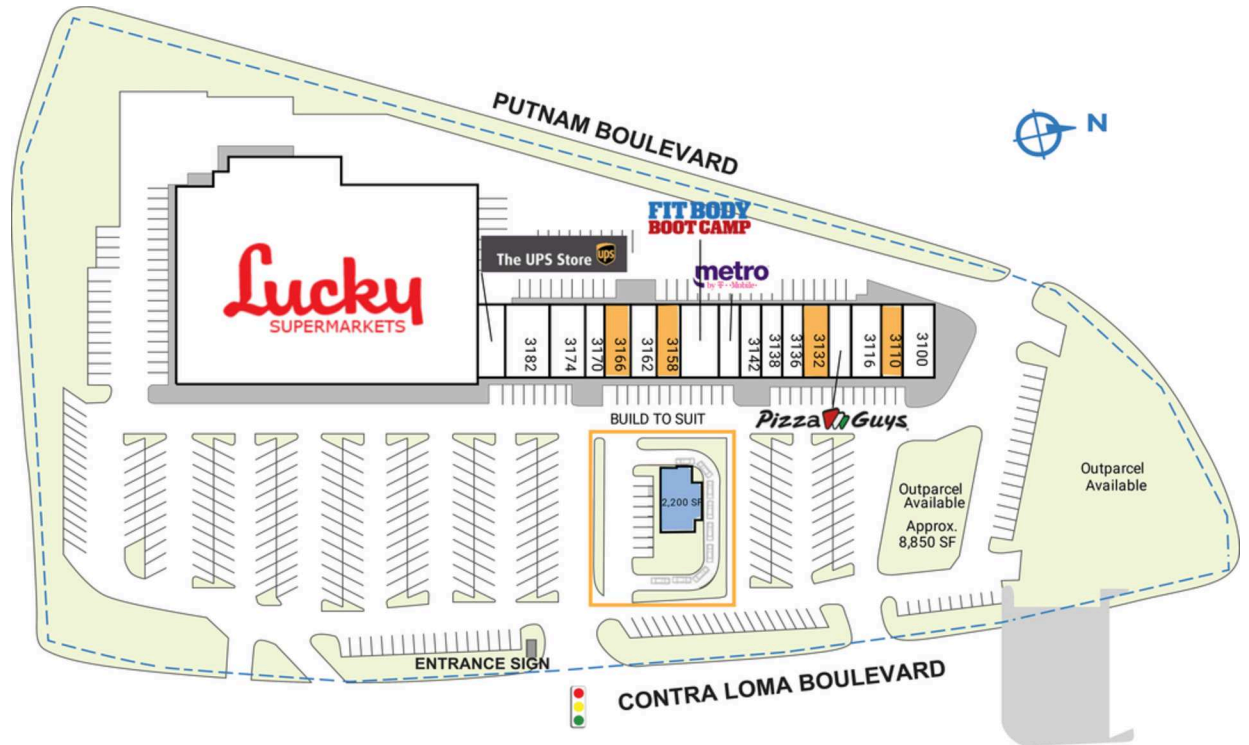 PUTNAM BOULEVARD
N
FIT BODY
BOOT CAMP
The UPS Store
ups
metro
by T-Mobile
Lucky
SUPERMARKETS
3182
3174
3170
3166
3162
3158
3142
3138
3136
3132
3116
3110
3100
BUILD TO SUIT
Pizza Guys
2,200 SF
Outparcel
Available
Approx.
8,850 SF
Outparcel
Available
ENTRANCE SIGN
CONTRA LOMA BOULEVARD